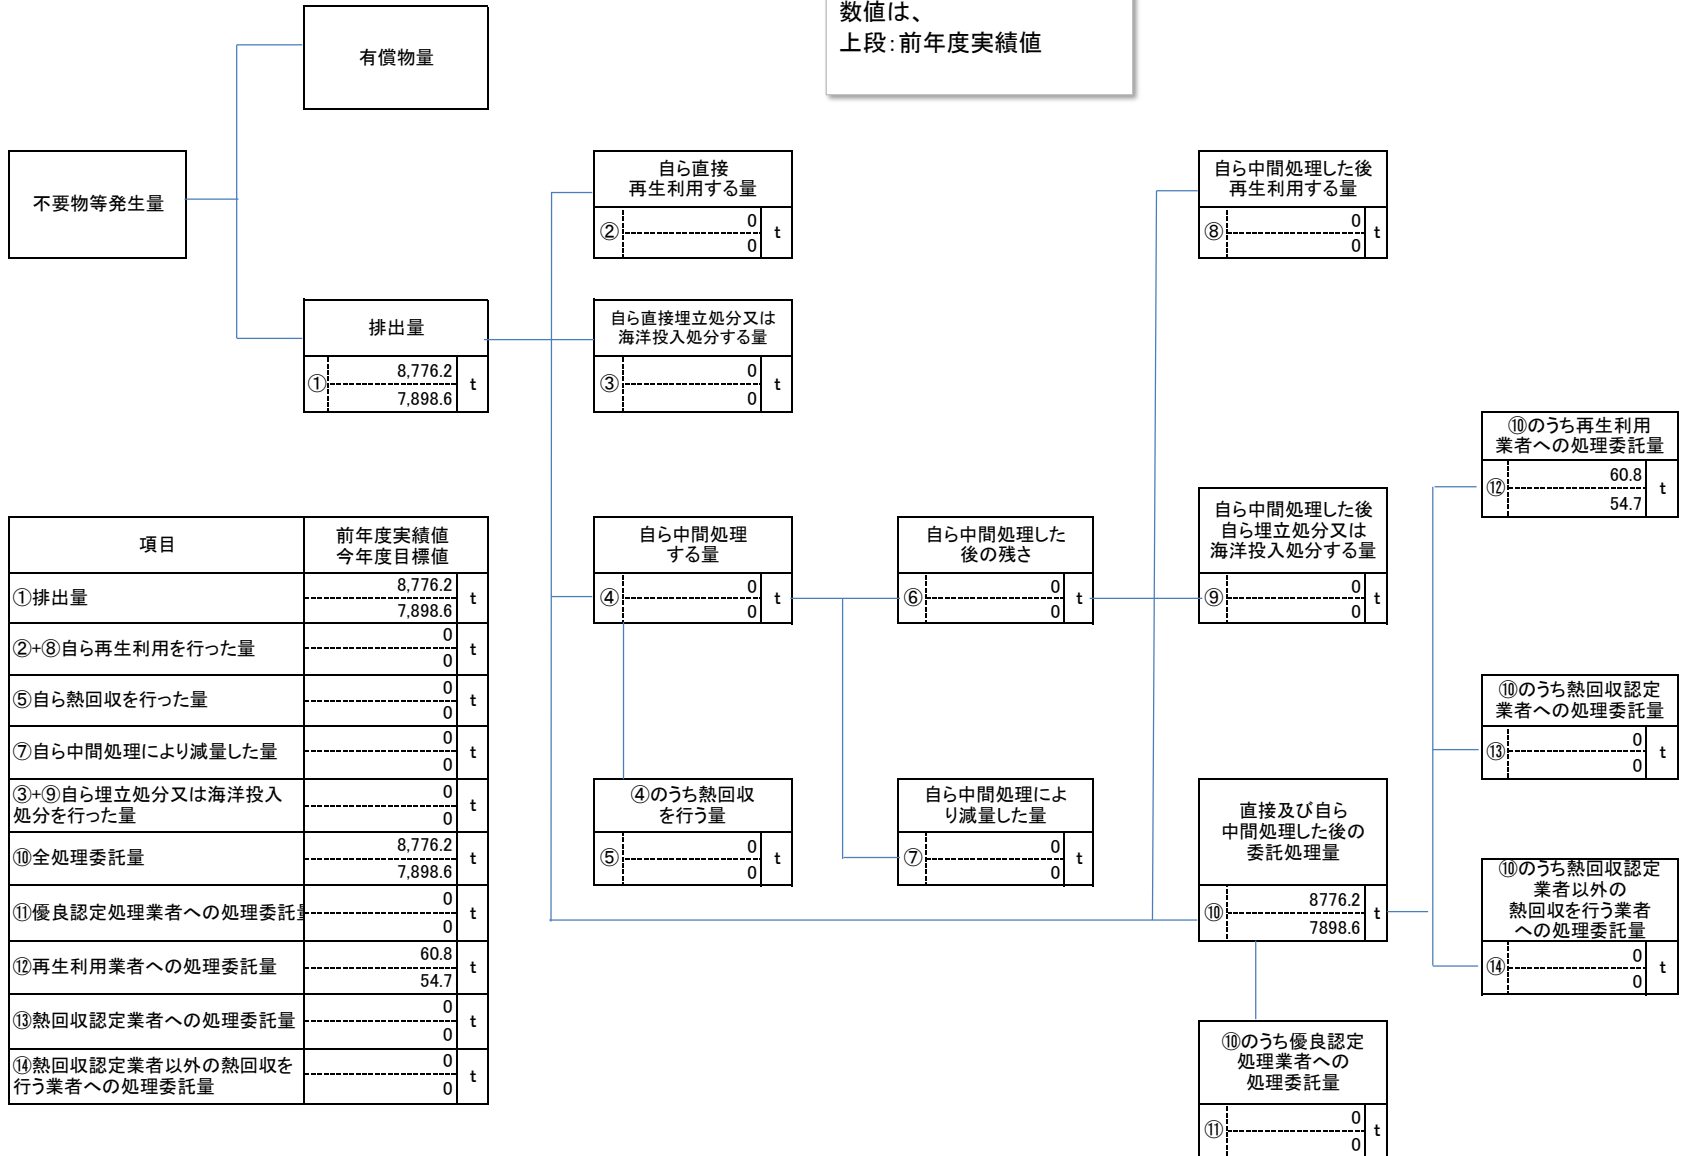 数値は、
上段：前年度実績値
有償物量
不要物等発生量
自ら直接
再生利用する量
②
0
0
t
自ら中間処理した後
再生利用する量
⑧
0
0
t
排出量
①
8,776.2
7,898.6
t
自ら直接埋立処分又は
海洋投入処分する量
③
0
0
t
⑩のうち再生利用
業者への処理委託量
⑫
60.8
54.7
t
自ら中間処理
する量
④
0
0
t
自ら中間処理した
後の残さ
⑥
0
0
t
自ら中間処理した後
自ら埋立処分又は
海洋投入処分する量
⑨
0
0
t
⑩のうち熱回収認定
業者への処理委託量
⑬
0
0
t
④のうち熱回収
を行う量
⑤
0
0
t
自ら中間処理によ
り減量した量
⑦
0
0
t
直接及び自ら
中間処理した後の
委託処理量
⑩
8776.2
7898.6
t
⑩のうち熱回収認定
業者以外の
熱回収を行う業者
への処理委託量
⑭
0
0
t
⑩のうち優良認定
処理業者への
処理委託量
⑪
0
0
t
項目
前年度実績値
今年度目標値
①排出量
8,776.2
7,898.6
t
②+⑧自ら再生利用を行った量
0
0
t
⑤自ら熱回収を行った量
0
0
t
⑦自ら中間処理により減量した量
0
0
t
③+⑨自ら埋立処分又は海洋投入
処分を行った量
0
0
t
⑩全処理委託量
8,776.2
7,898.6
t
⑪優良認定処理業者への処理委託
0
0
t
⑫再生利用業者への処理委託量
60.8
54.7
t
⑬熱回収認定業者への処理委託量
0
0
t
⑭熱回収認定業者以外の熱回収を
行う業者への処理委託量
0
0
t